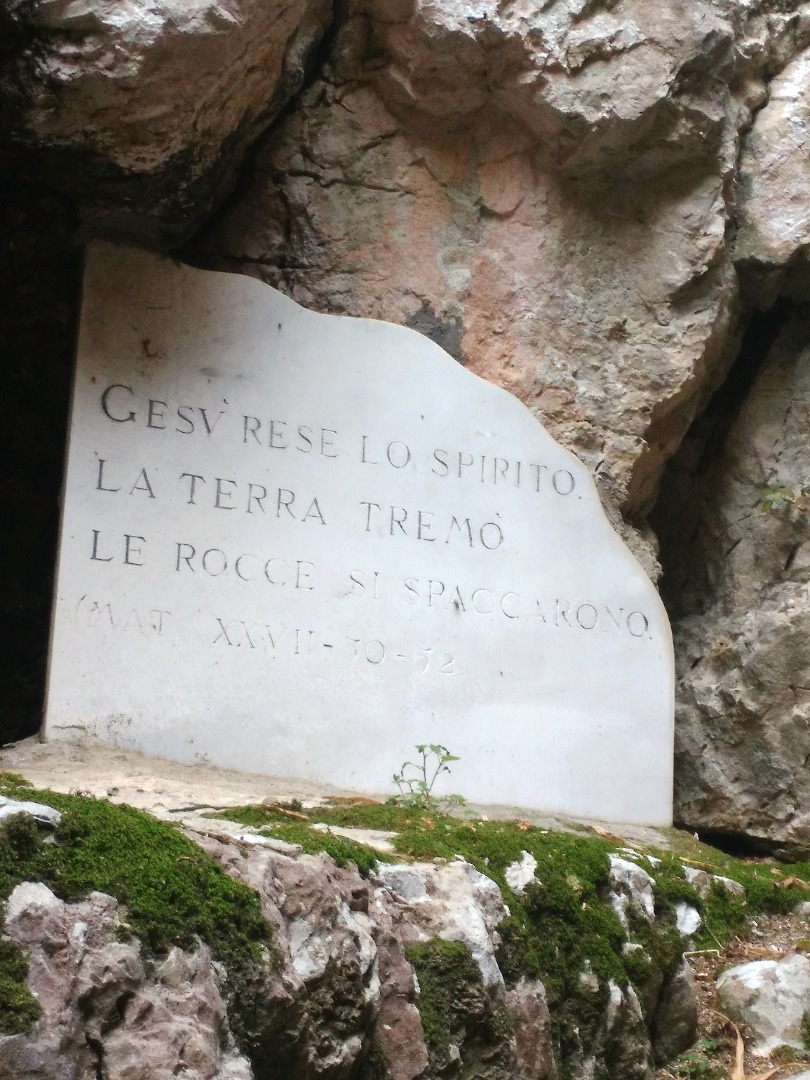 GESV̀ RESE LO SPIRITO.
LA TERRA TREMÒ
LE ROCCE SI SPACCARONO.
(MAT XXVII-50-52